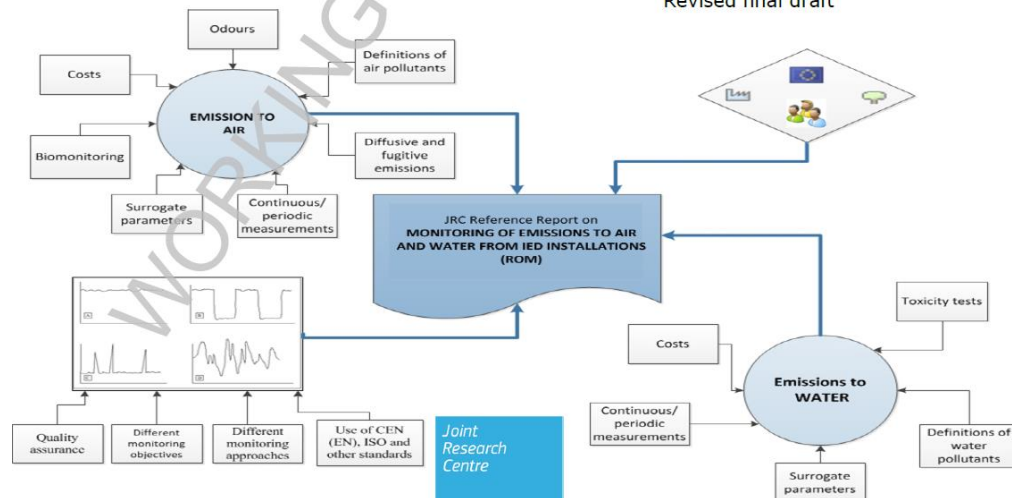 Revised final draft
WORKING
Odours
Costs
Definitions of
air pollutants
EMISSION TO
AIR
Biomonitoring
Diffusive and
fugitive
emissions
Surrogate
parameters
Continuous/
periodic
measurements
JRC Reference Report on
MONITORING OF EMISSIONS TO AIR
AND WATER FROM IED INSTALLATIONS
(ROM)
A
B
C
D
Quality
assurance
Different
monitoring
objectives
Different
monitoring
approaches
Use of CEN
(EN), ISO and
other standards
Joint
Research
Centre
Toxicity tests
Costs
Emissions to
WATER
Continuous/
periodic
measurements
Definitions of
water
pollutants
Surrogate
parameters